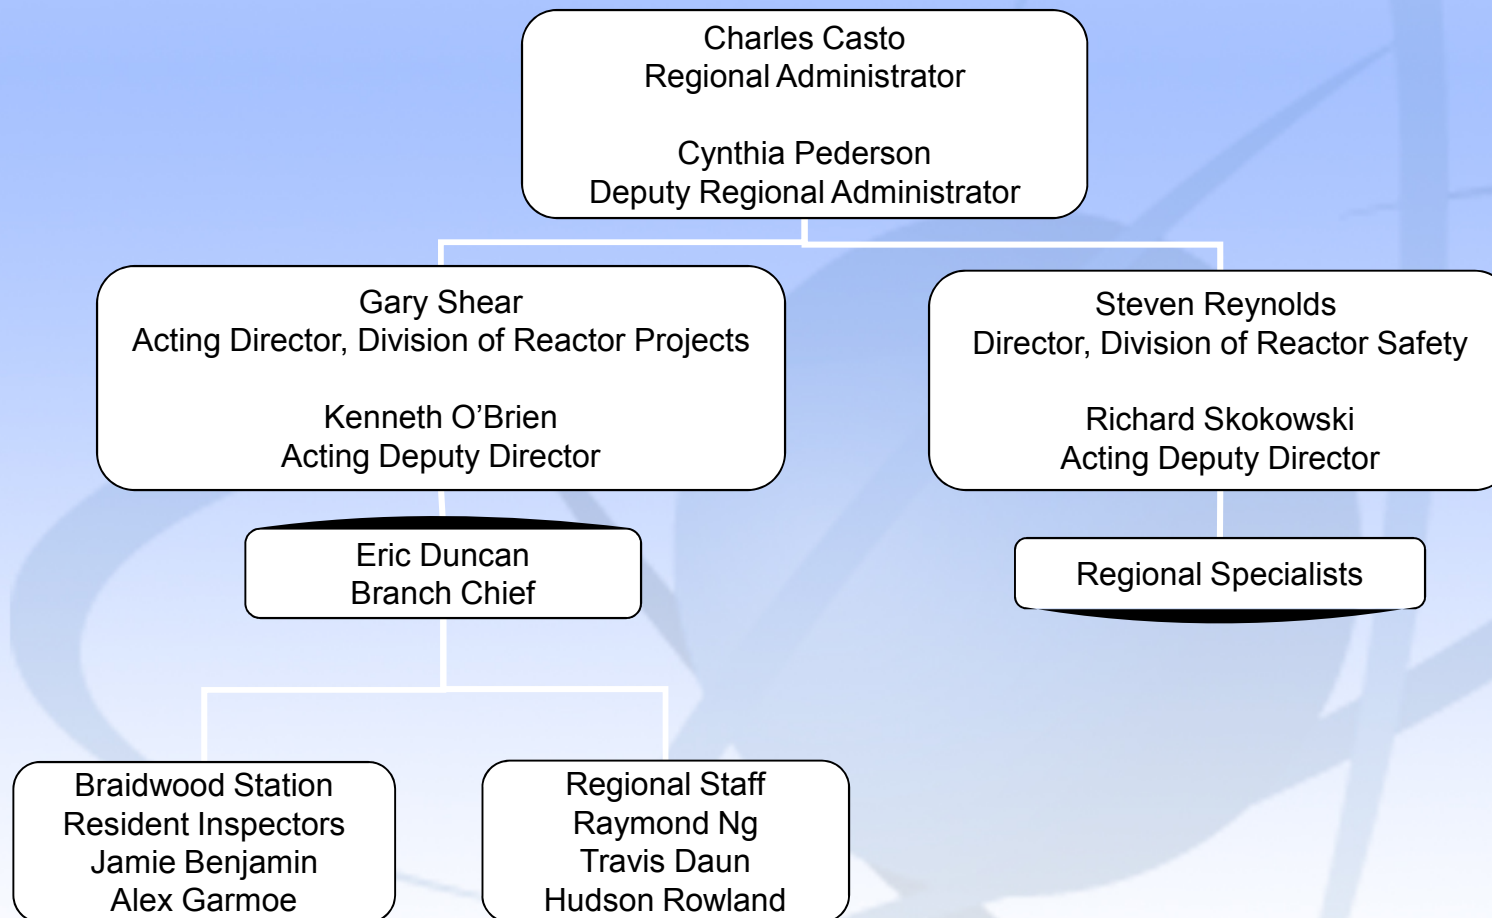 Charles Casto
Regional Administrator
Cynthia Pederson
Deputy Regional Administrator
Gary Shear
Acting Director, Division of Reactor Projects
Kenneth O’Brien
Acting Deputy Director
Steven Reynolds
Director, Division of Reactor Safety
Richard Skokowski
Acting Deputy Director
Eric Duncan
Branch Chief
Regional Specialists
Braidwood Station
Resident Inspectors
Jamie Benjamin
Alex Garmoe
Regional Staff
Raymond Ng
Travis Daun
Hudson Rowland